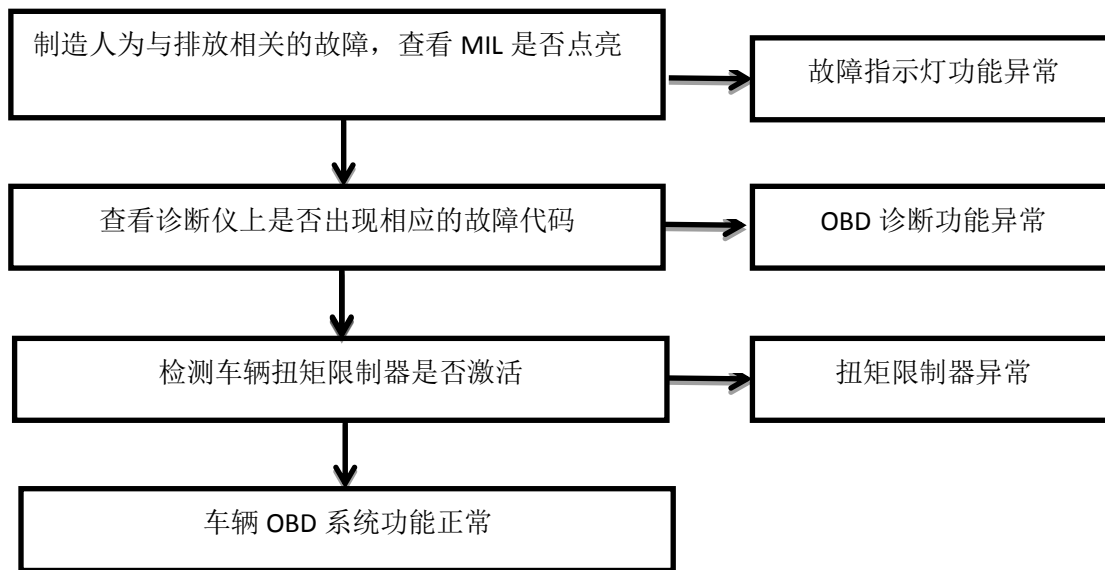 制造人为与排放相关的故障，查看 MIL 是否点亮
故障指示灯功能异常
查看诊断仪上是否出现相应的故障代码
OBD 诊断功能异常
检测车辆扭矩限制器是否激活
扭矩限制器异常
车辆 OBD 系统功能正常